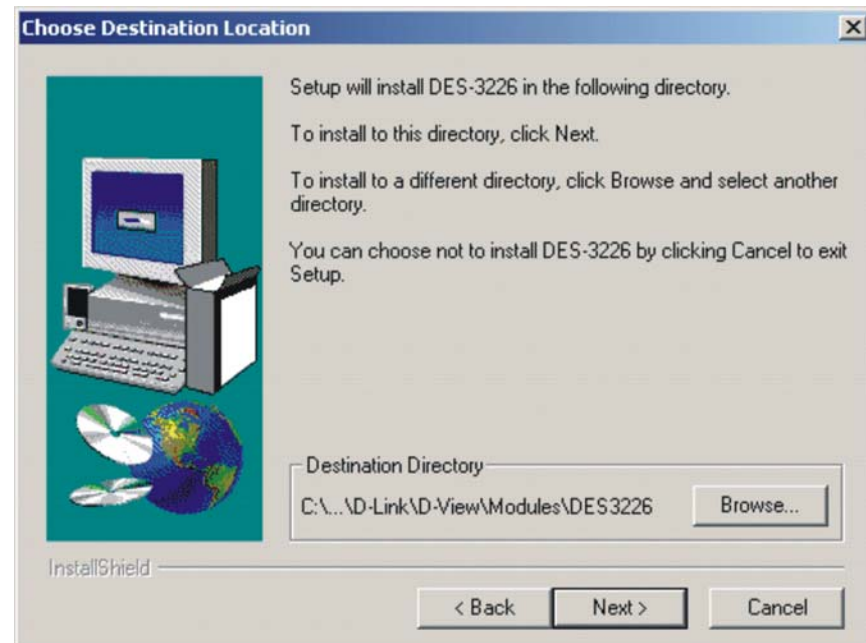 Choose Destination Location
Setup will install DES-3226 in the following directory.
To install to this directory, click Next.
To install to a different directory, click Browse and select another
directory.
You can choose not to install DES-3226 by clicking Cancel to exit
Setup.
Destination Directory
C:\...\D-Link\D-View\Modules\DES3226
Browse...
InstallShield
< Back
Next >
Cancel